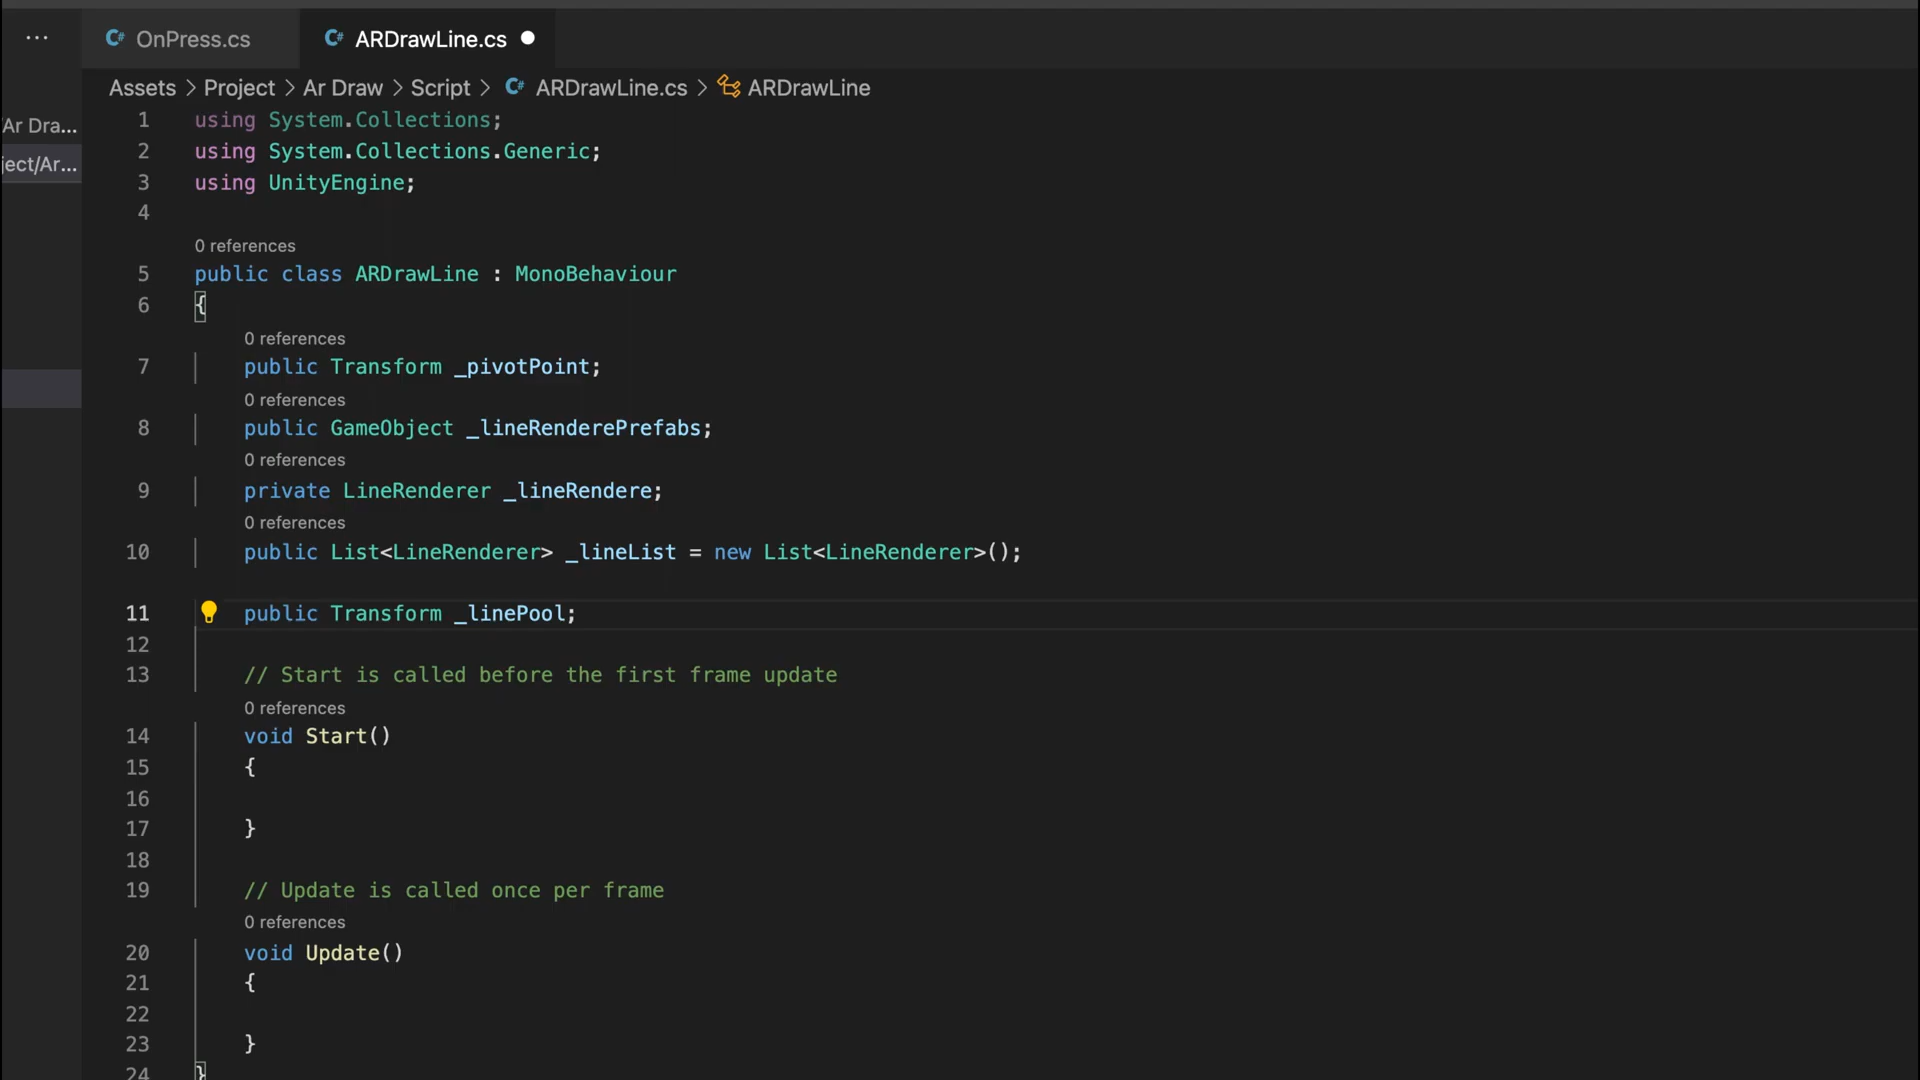 ··· OnPress.cs ARDrawLine.cs
Assets > Project > Ar Draw > Script > ARDrawLine.cs > ARDrawLine
/Ar Dra...
ject/Ar...
1 using System.Collections;
2 using System.Collections.Generic;
3 using UnityEngine;
4
0 references
5 public class ARDrawLine : MonoBehaviour
6 {
0 references
7 public Transform _pivotPoint;
0 references
8 public GameObject _lineRenderePrefabs;
0 references
9 private LineRenderer _lineRendere;
0 references
10 public List<LineRenderer> _lineList = new List<LineRenderer>();
11 public Transform _linePool;
12
13 // Start is called before the first frame update
0 references
14 void Start()
15 {
16
17 }
18
19 // Update is called once per frame
0 references
20 void Update()
21 {
22
23 }
24 }